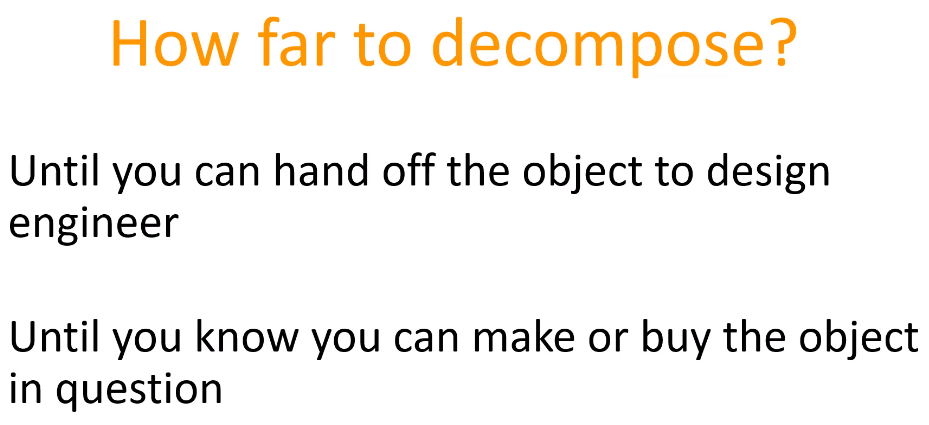 How far to decompose?
Until you can hand off the object to design
engineer
Until you know you can make or buy the object
in question